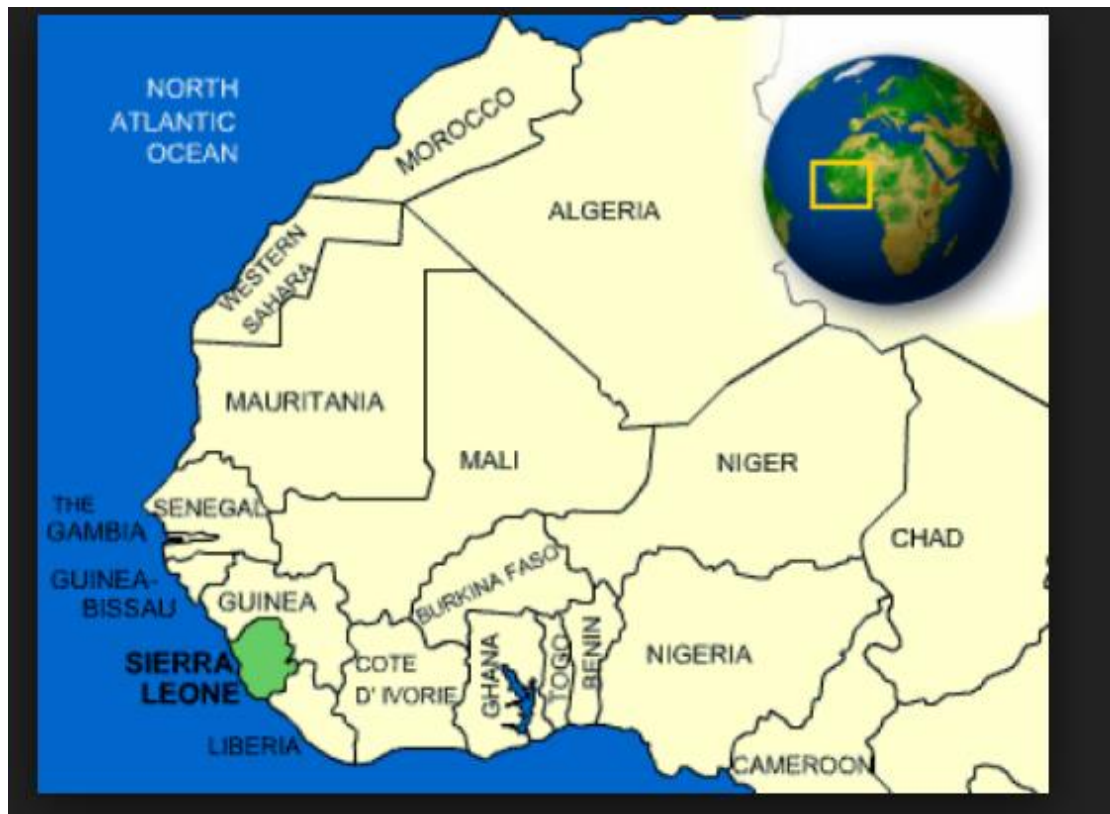 NORTH
ATLANTIC
OCEAN
MOROCCO
ALGERIA
WESTERN
SAHARA
MAURITANIA
MALI
NIGER
CHAD
THE
GAMBIA
SENEGAL
GUINEA-
BISSAU
GUINEA
BURKINA FASO
SIERRA
LEONE
COTE
D' IVORIE
GHANA
TOGO
BENIN
NIGERIA
LIBERIA
CAMEROON